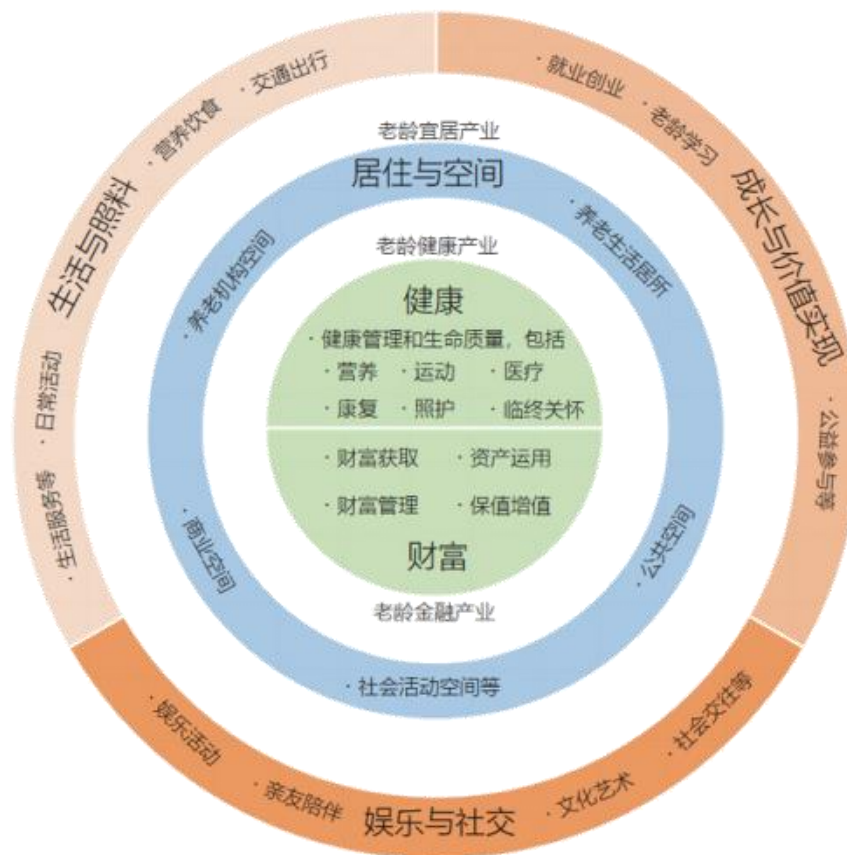 · 交通出行
· 营养饮食
生活与照料
· 日常活动
· 生活服务等
· 就业创业
· 老龄学习
成长与价值实现
· 公益参与等
老龄宜居产业
居住与空间
· 养老机构空间
· 养老生活居所
老龄健康产业
健康
· 健康管理和生命质量，包括
· 营养 · 运动 · 医疗
· 康复 · 照护 · 临终关怀
· 财富获取 · 资产运用
· 财富管理 · 保值增值
财富
老龄金融产业
· 商业空间
· 公共空间
· 社会活动空间等
· 娱乐活动
· 亲友陪伴
娱乐与社交
· 文化艺术
· 社会交往等